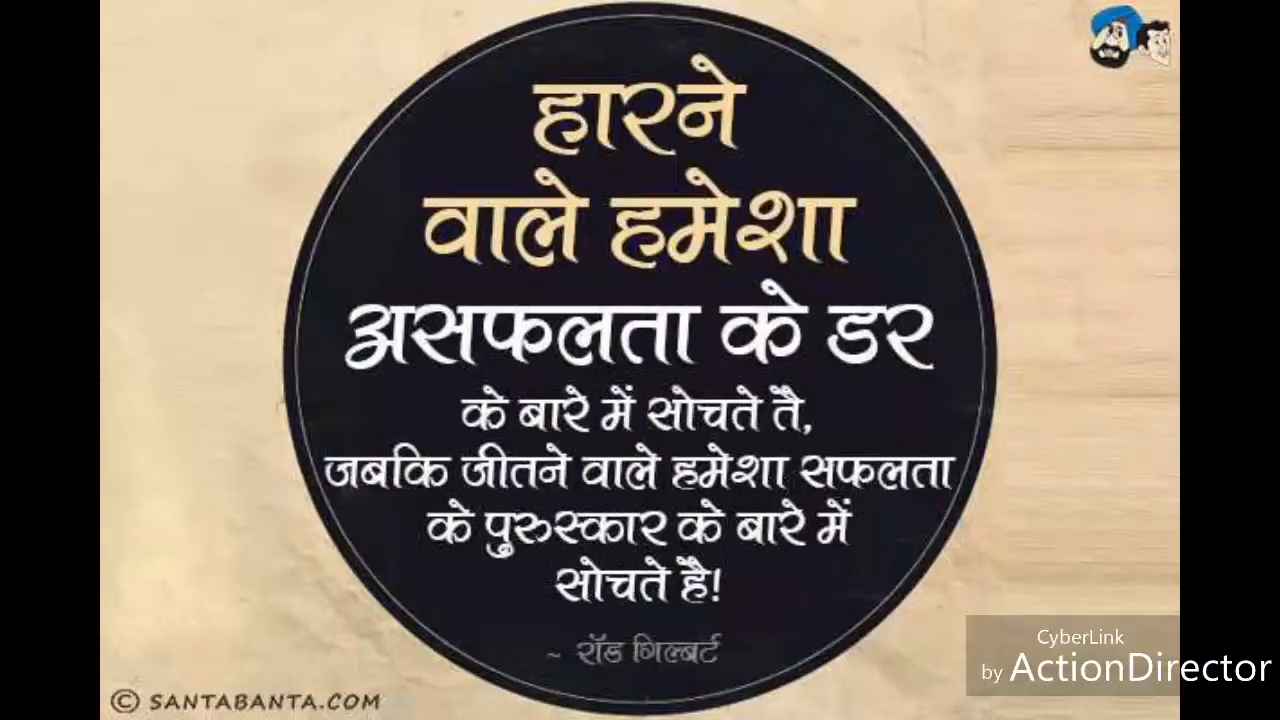 हारने
वाले हमेशा
असफलता के डर
के बारे में सोचते तै,
जबकि जीतने वाले हमेशा सफलता
के पुरुस्कार के बारे में
सोचते है!
~ रॉड गिल्बर्ट
© SANTABANTA.COM
CyberLink
by ActionDirector